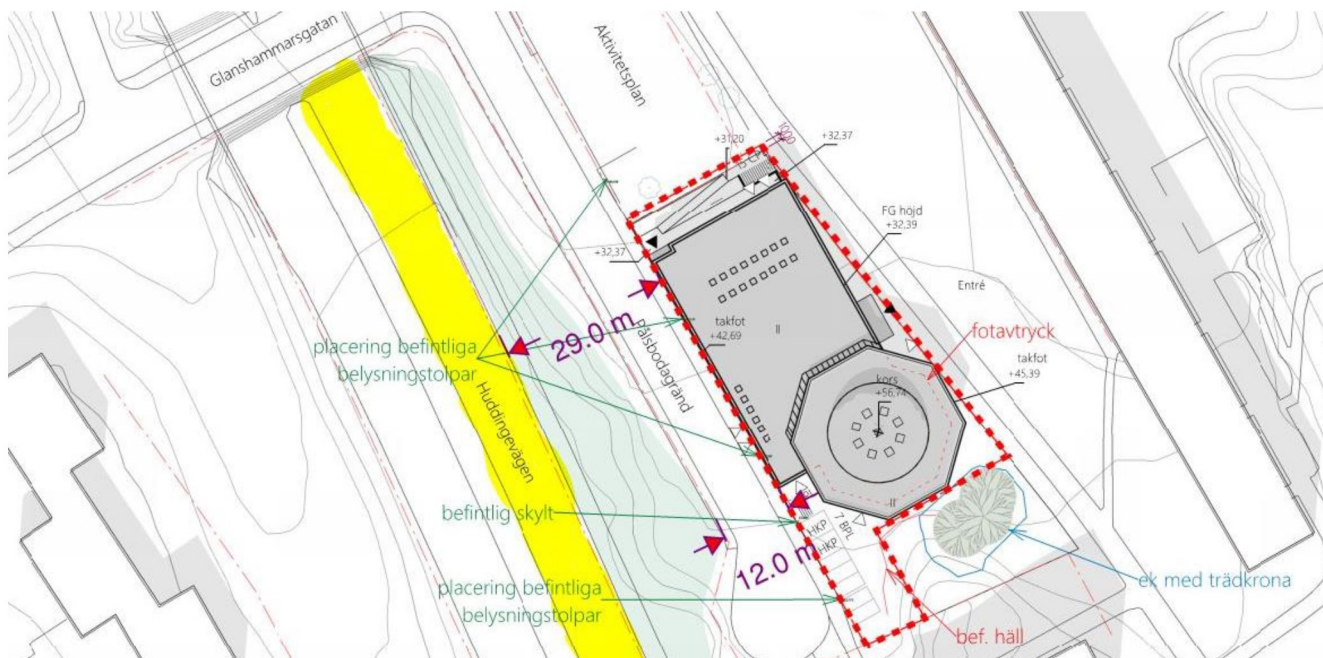 Glanshammarsgatan
Aktivitetsplan
+31,20
+32,37
1000
FG höjd
+32,39
+32,37
Entré
29.0 m
takfot
+42,69
II
fotavtryck
placering befintliga
belysningstolpar
Pålsbodagränd
takfot
+45,39
kors
+56,74
Huddingevägen
II
befintlig skylt
HKP
7 BPL
HKP
12.0 m
ek med trädkrona
placering befintliga
belysningstolpar
bef. häll